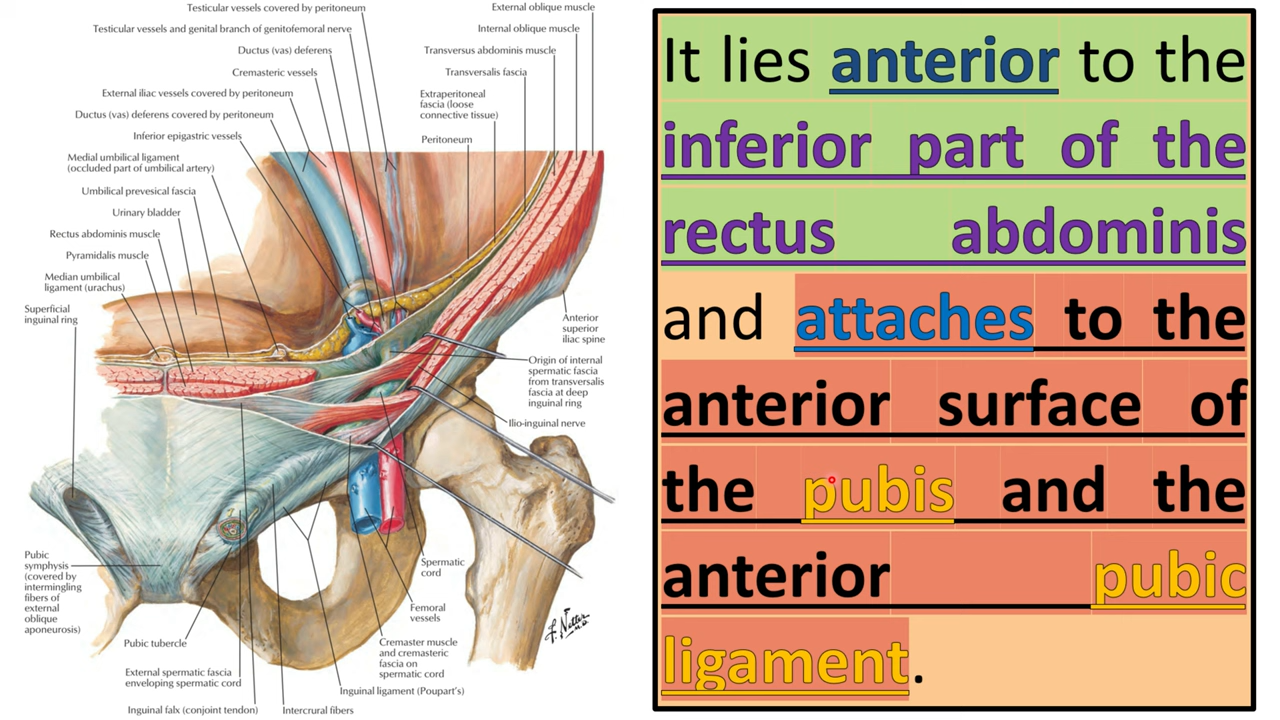 Testicular vessels covered by peritoneum
Testicular vessels and genital branch of genitofemoral nerve
Ductus (vas) deferens
Cremasteric vessels
External iliac vessels covered by peritoneum
Ductus (vas) deferens covered by peritoneum
Inferior epigastric vessels
Medial umbilical ligament
(occluded part of umbilical artery)
Umbilical prevesical fascia
Urinary bladder
Rectus abdominis muscle
Pyramidalis muscle
Median umbilical
ligament (urachus)
Superficial
inguinal ring
External oblique muscle
Internal oblique muscle
Transversus abdominis muscle
Transversalis fascia
Extraperitoneal
fascia (loose
connective tissue)
Peritoneum
Anterior
superior
iliac spine
Origin of internal
spermatic fascia
from transversalis
fascia at deep
inguinal ring
Ilio-inguinal nerve
Pubic
symphysis
(covered by
intermingling
fibers of
external
oblique
aponeurosis)
Pubic tubercle
External spermatic fascia
enveloping spermatic cord
Inguinal falx (conjoint tendon)
Intercrural fibers
Inguinal ligament (Poupart's)
Cremaster muscle
and cremasteric
fascia on
spermatic cord
Femoral
vessels
Spermatic
cord
F. Netter
M.D.
It lies anterior to the
inferior part of the
rectus abdominis
and attaches to the
anterior surface of
the pubis and the
anterior pubic
ligament.